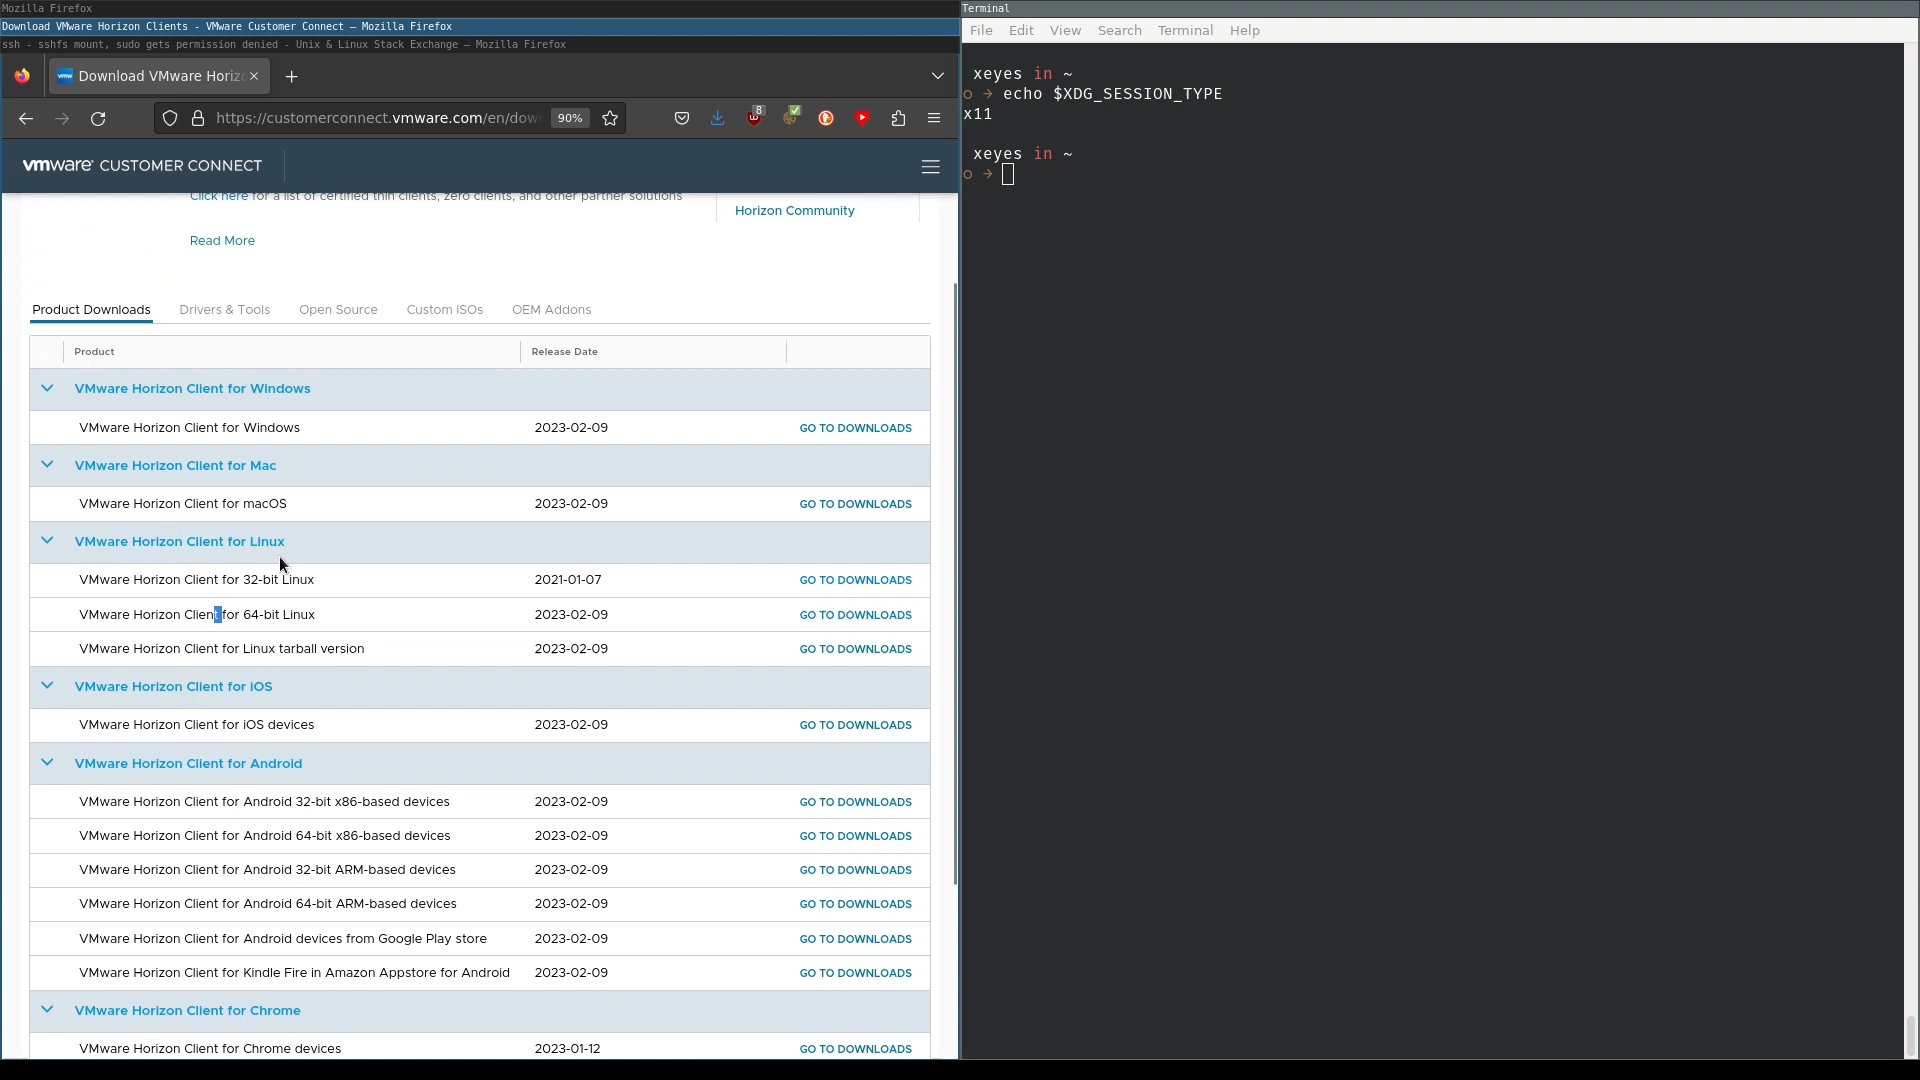 Mozilla Firefox
Download VMware Horizon Clients - VMware Customer Connect — Mozilla Firefox
ssh - sshfs mount, sudo gets permission denied - Unix & Linux Stack Exchange — Mozilla Firefox
Download VMware Horiz
https://customerconnect.vmware.com/en/dow
90%
8
vmware CUSTOMER CONNECT
Click here for a list of certified thin clients, zero clients, and other partner solutions
Horizon Community
Read More
Product Downloads Drivers & Tools Open Source Custom ISOs OEM Addons
Product Release Date
VMware Horizon Client for Windows
VMware Horizon Client for Windows 2023-02-09 GO TO DOWNLOADS
VMware Horizon Client for Mac
VMware Horizon Client for macOS 2023-02-09 GO TO DOWNLOADS
VMware Horizon Client for Linux
VMware Horizon Client for 32-bit Linux 2021-01-07 GO TO DOWNLOADS
VMware Horizon Client for 64-bit Linux 2023-02-09 GO TO DOWNLOADS
VMware Horizon Client for Linux tarball version 2023-02-09 GO TO DOWNLOADS
VMware Horizon Client for iOS
VMware Horizon Client for iOS devices 2023-02-09 GO TO DOWNLOADS
VMware Horizon Client for Android
VMware Horizon Client for Android 32-bit x86-based devices 2023-02-09 GO TO DOWNLOADS
VMware Horizon Client for Android 64-bit x86-based devices 2023-02-09 GO TO DOWNLOADS
VMware Horizon Client for Android 32-bit ARM-based devices 2023-02-09 GO TO DOWNLOADS
VMware Horizon Client for Android 64-bit ARM-based devices 2023-02-09 GO TO DOWNLOADS
VMware Horizon Client for Android devices from Google Play store 2023-02-09 GO TO DOWNLOADS
VMware Horizon Client for Kindle Fire in Amazon Appstore for Android 2023-02-09 GO TO DOWNLOADS
VMware Horizon Client for Chrome
VMware Horizon Client for Chrome devices 2023-01-12 GO TO DOWNLOADS
Terminal
File Edit View Search Terminal Help
xeyes in ~
○ → echo $XDG_SESSION_TYPE
x11
xeyes in ~
○ →